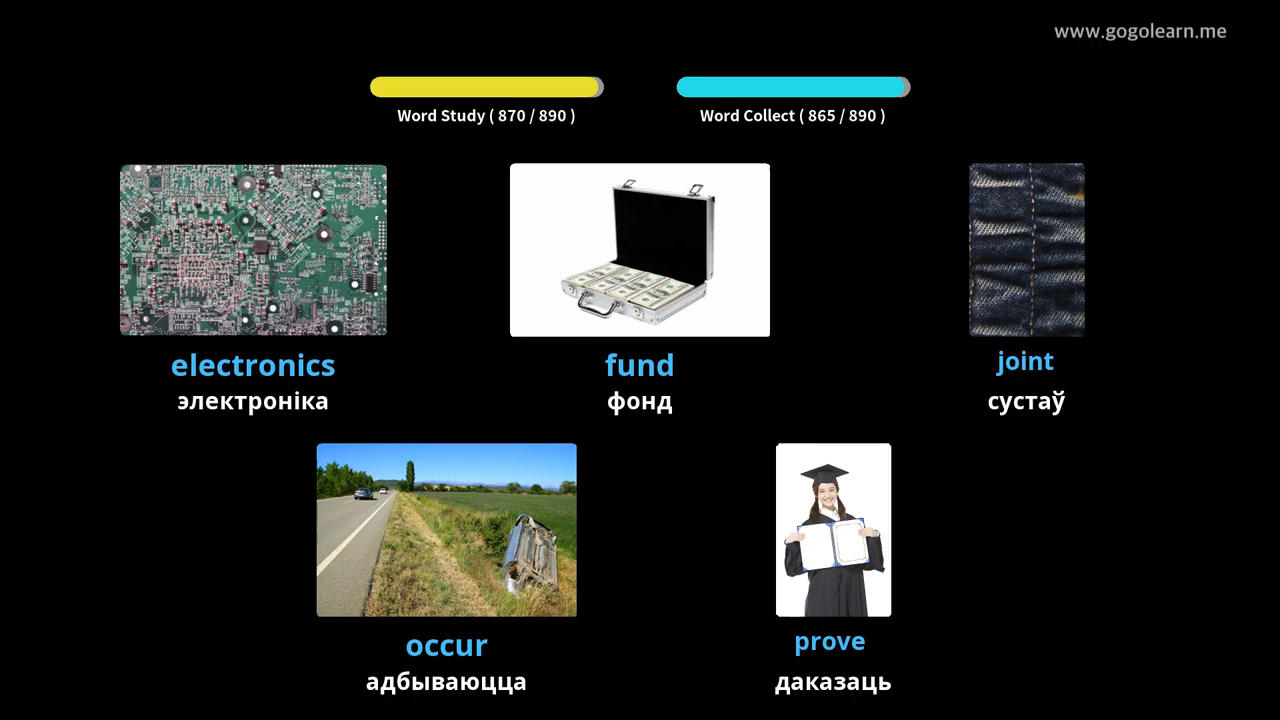 www.gogolearn.me
Word Study ( 870 / 890 )
Word Collect ( 865 / 890 )
electronics
электроніка
fund
фонд
joint
сустаў
occur
адбываюцца
prove
даказаць